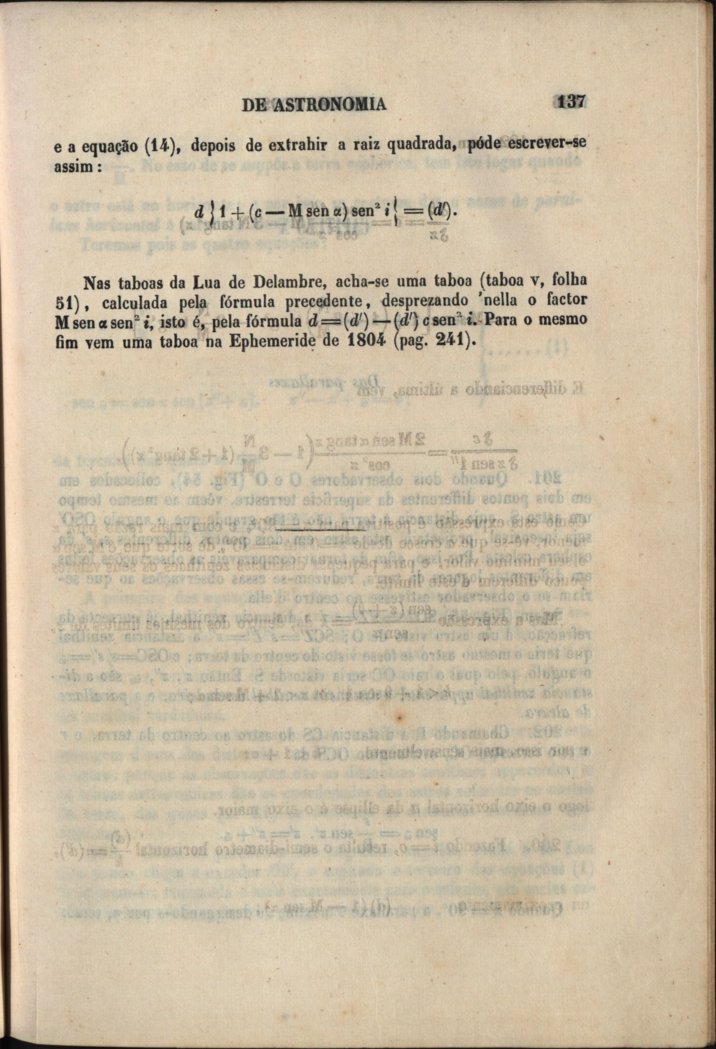 DE ASTRONOMIA 137
e a equação (14), depois de extrahir a raiz quadrada, póde escrever-se
assim:
d } 1 + (c — M sen α) sen² i { = (d′).
Nas taboas da Lua de Delambre, acha-se uma taboa (taboa v, folha
51), calculada pela fórmula precedente, desprezando nella o factor
M sen α sen² i, isto é, pela fórmula d = (d′) — (d′) c sen² i. Para o mesmo
fim vem uma taboa na Ephemeride de 1804 (pag. 241).